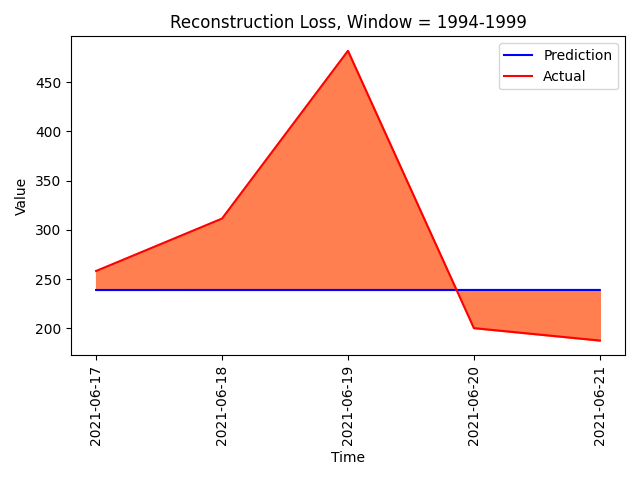 Reconstruction Loss, Window = 1994-1999
Prediction
Actual
Value
450
400
350
300
250
200
2021-06-17
2021-06-18
2021-06-19
2021-06-20
2021-06-21
Time